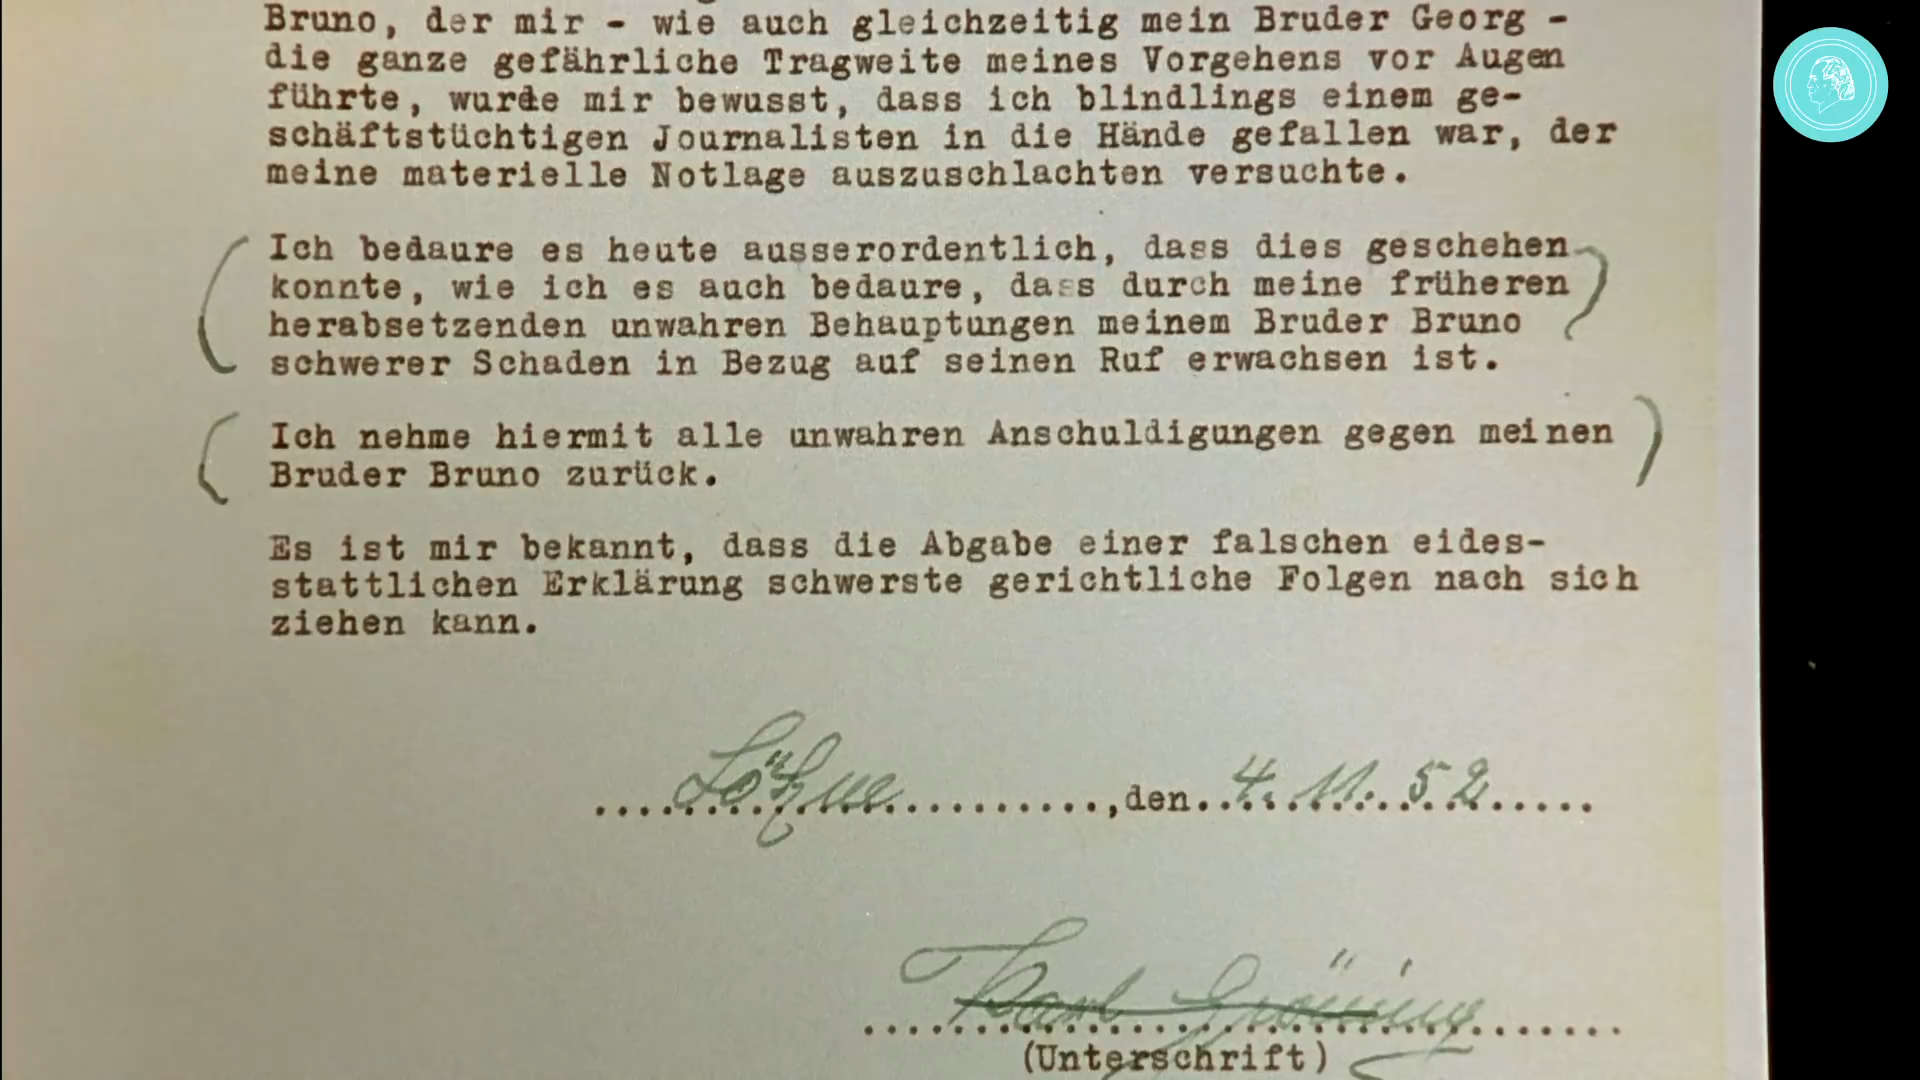 Bruno, der mir - wie auch gleichzeitig mein Bruder Georg -
die ganze gefährliche Tragweite meines Vorgehens vor Augen
führte, wurde mir bewusst, dass ich blindlings einem ge-
schäftstüchtigen Journalisten in die Hände gefallen war, der
meine materielle Notlage auszuschlachten versuchte.
(Ich bedaure es heute ausserordentlich, dass dies geschehen
konnte, wie ich es auch bedaure, dass durch meine früheren
herabsetzenden unwahren Behauptungen meinem Bruder Bruno
schwerer Schaden in Bezug auf seinen Ruf erwachsen ist.)
(Ich nehme hiermit alle unwahren Anschuldigungen gegen meinen
Bruder Bruno zurück.)
Es ist mir bekannt, dass die Abgabe einer falschen eides-
stattlichen Erklärung schwerste gerichtliche Folgen nach sich
ziehen kann.
....Löhne.........., den..4.11.52.....
Karl Gröning
(Unterschrift)